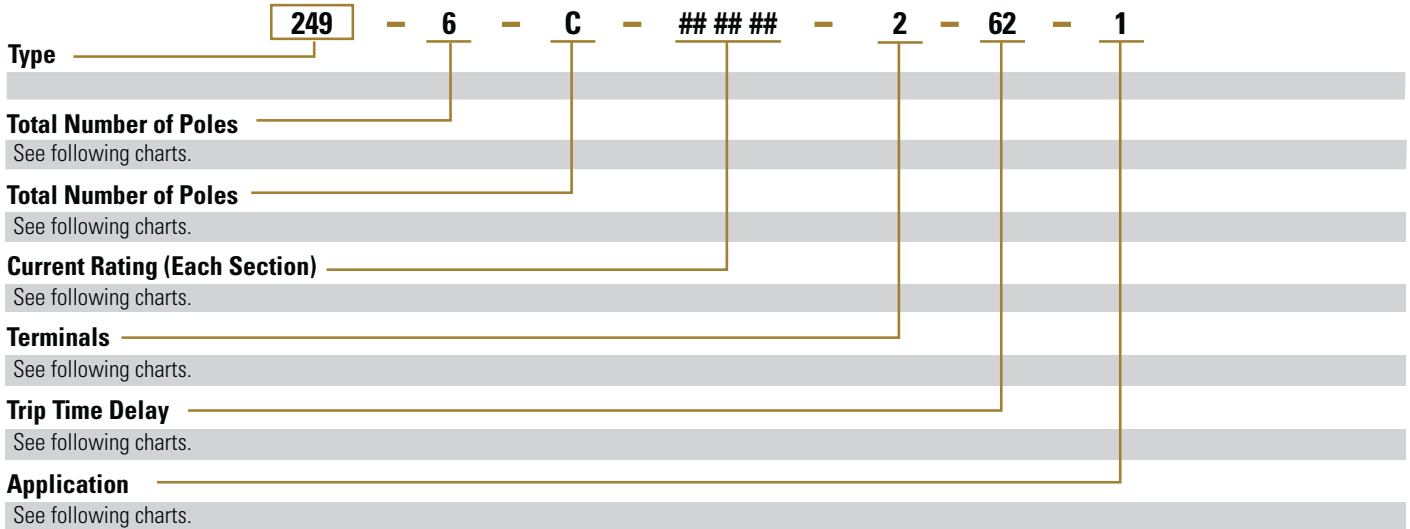 249 – 6 – C – ## ## ## – 2 – 62 – 1
Type
Total Number of Poles
See following charts.
Total Number of Poles
See following charts.
Current Rating (Each Section)
See following charts.
Terminals
See following charts.
Trip Time Delay
See following charts.
Application
See following charts.